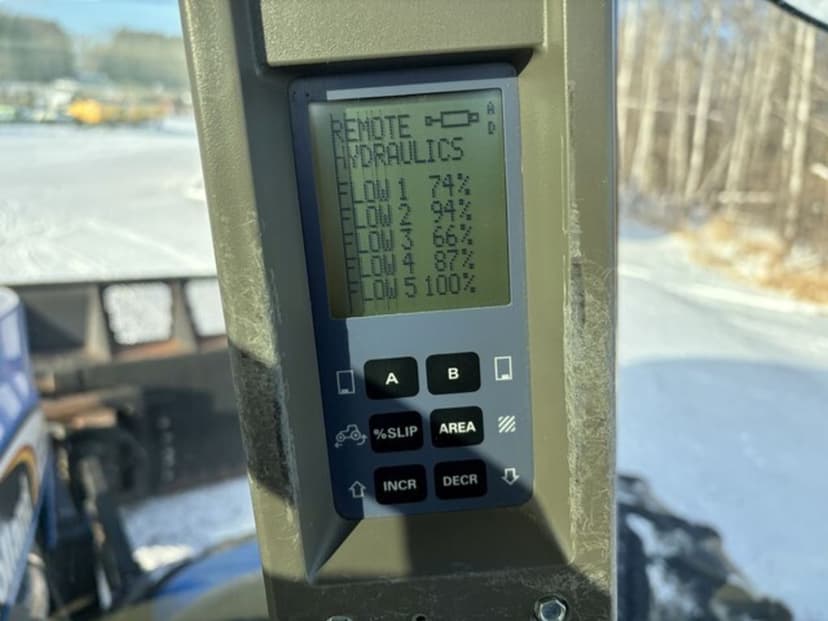 REMOTE
A
D
HYDRAULICS
FLOW 1 74%
FLOW 2 94%
FLOW 3 66%
FLOW 4 87%
FLOW 5 100%
A
B
%SLIP
AREA
INCR
DECR